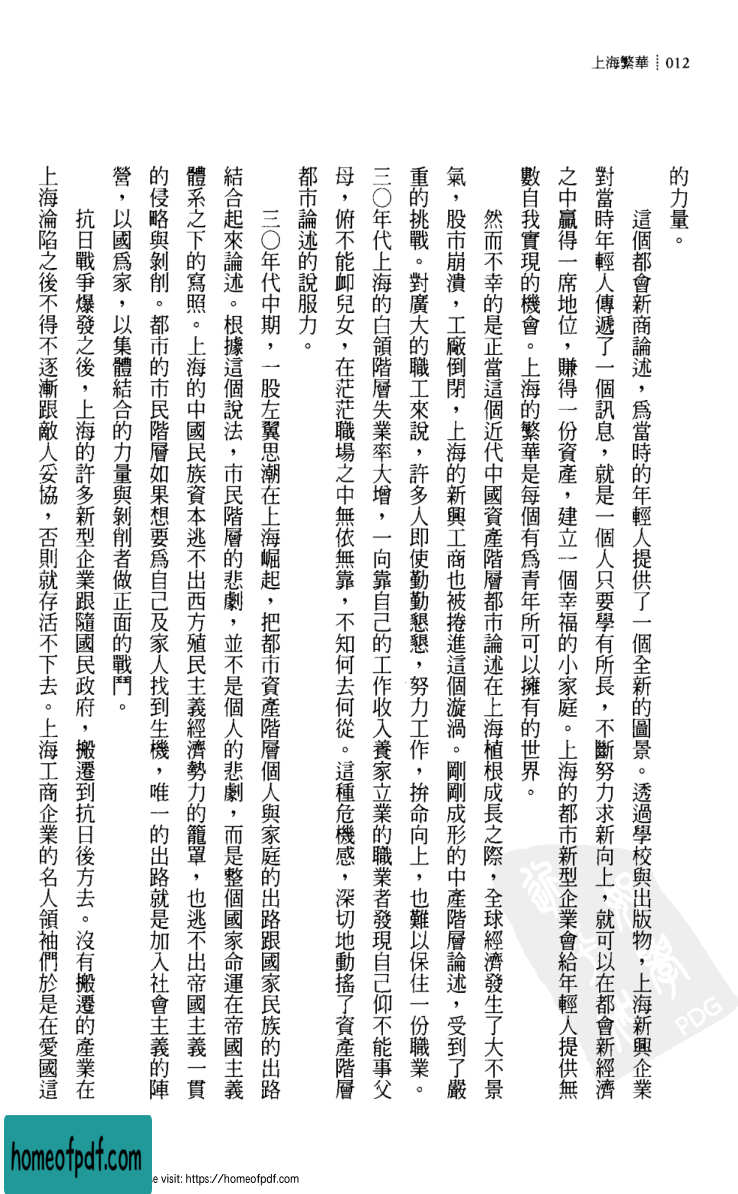 上海繁華┊012
的力量。
這個都會新商論述，爲當時的年輕人提供了一個全新的圖景。透過學校與出版物，上海新興企業
對當時年輕人傳遞了一個訊息，就是一個人只要學有所長，不斷努力求新向上，就可以在都會新經濟
之中贏得一席地位，賺得一份資產，建立一個幸福的小家庭。上海的都市新型企業會給年輕人提供無
數自我實現的機會。上海的繁華是每個有爲青年所可以擁有的世界。
然而不幸的是正當這個近代中國資產階層都市論述在上海植根成長之際，全球經濟發生了大不景
氣，股市崩潰，工廠倒閉，上海的新興工商也被捲進這個漩渦。剛剛成形的中產階層論述，受到了嚴
重的挑戰。對廣大的職工來說，許多人即使勤勤懇懇，努力工作，拚命向上，也難以保住一份職業。
三〇年代上海的白領階層失業率大增，一向靠自己的工作收入養家立業的職業者發現自己仰不能事父
母，俯不能卹兒女，在茫茫職場之中無依無靠，不知何去何從。這種危機感，深切地動搖了資產階層
都市論述的說服力。
三〇年代中期，一股左翼思潮在上海崛起，把都市資產階層個人與家庭的出路跟國家民族的出路
結合起來論述。根據這個說法，市民階層的悲劇，並不是個人的悲劇，而是整個國家命運在帝國主義
體系之下的寫照。上海的中國民族資本逃不出西方殖民主義經濟勢力的籠罩，也逃不出帝國主義一貫
的侵略與剝削。都市的市民階層如果想要爲自己及家人找到生機，唯一的出路就是加入社會主義的陣
營，以國爲家，以集體結合的力量與剝削者做正面的戰鬥。
抗日戰爭爆發之後，上海的許多新型企業跟隨國民政府，搬遷到抗日後方去。沒有搬遷的產業在
上海淪陷之後不得不逐漸跟敵人妥協，否則就存活不下去。上海工商企業的名人領袖們於是在愛國這
PDG
homeofpdf.com
e visit: https://homeofpdf.com